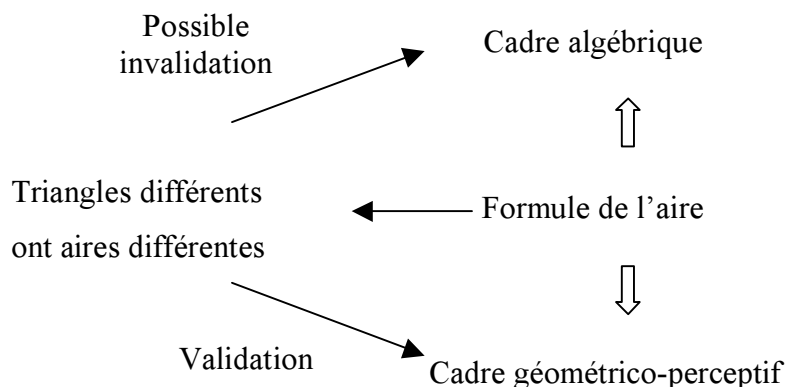 Possible
invalidation
Cadre algébrique
Triangles différents
ont aires différentes
Formule de l’aire
Validation
Cadre géométrico-perceptif